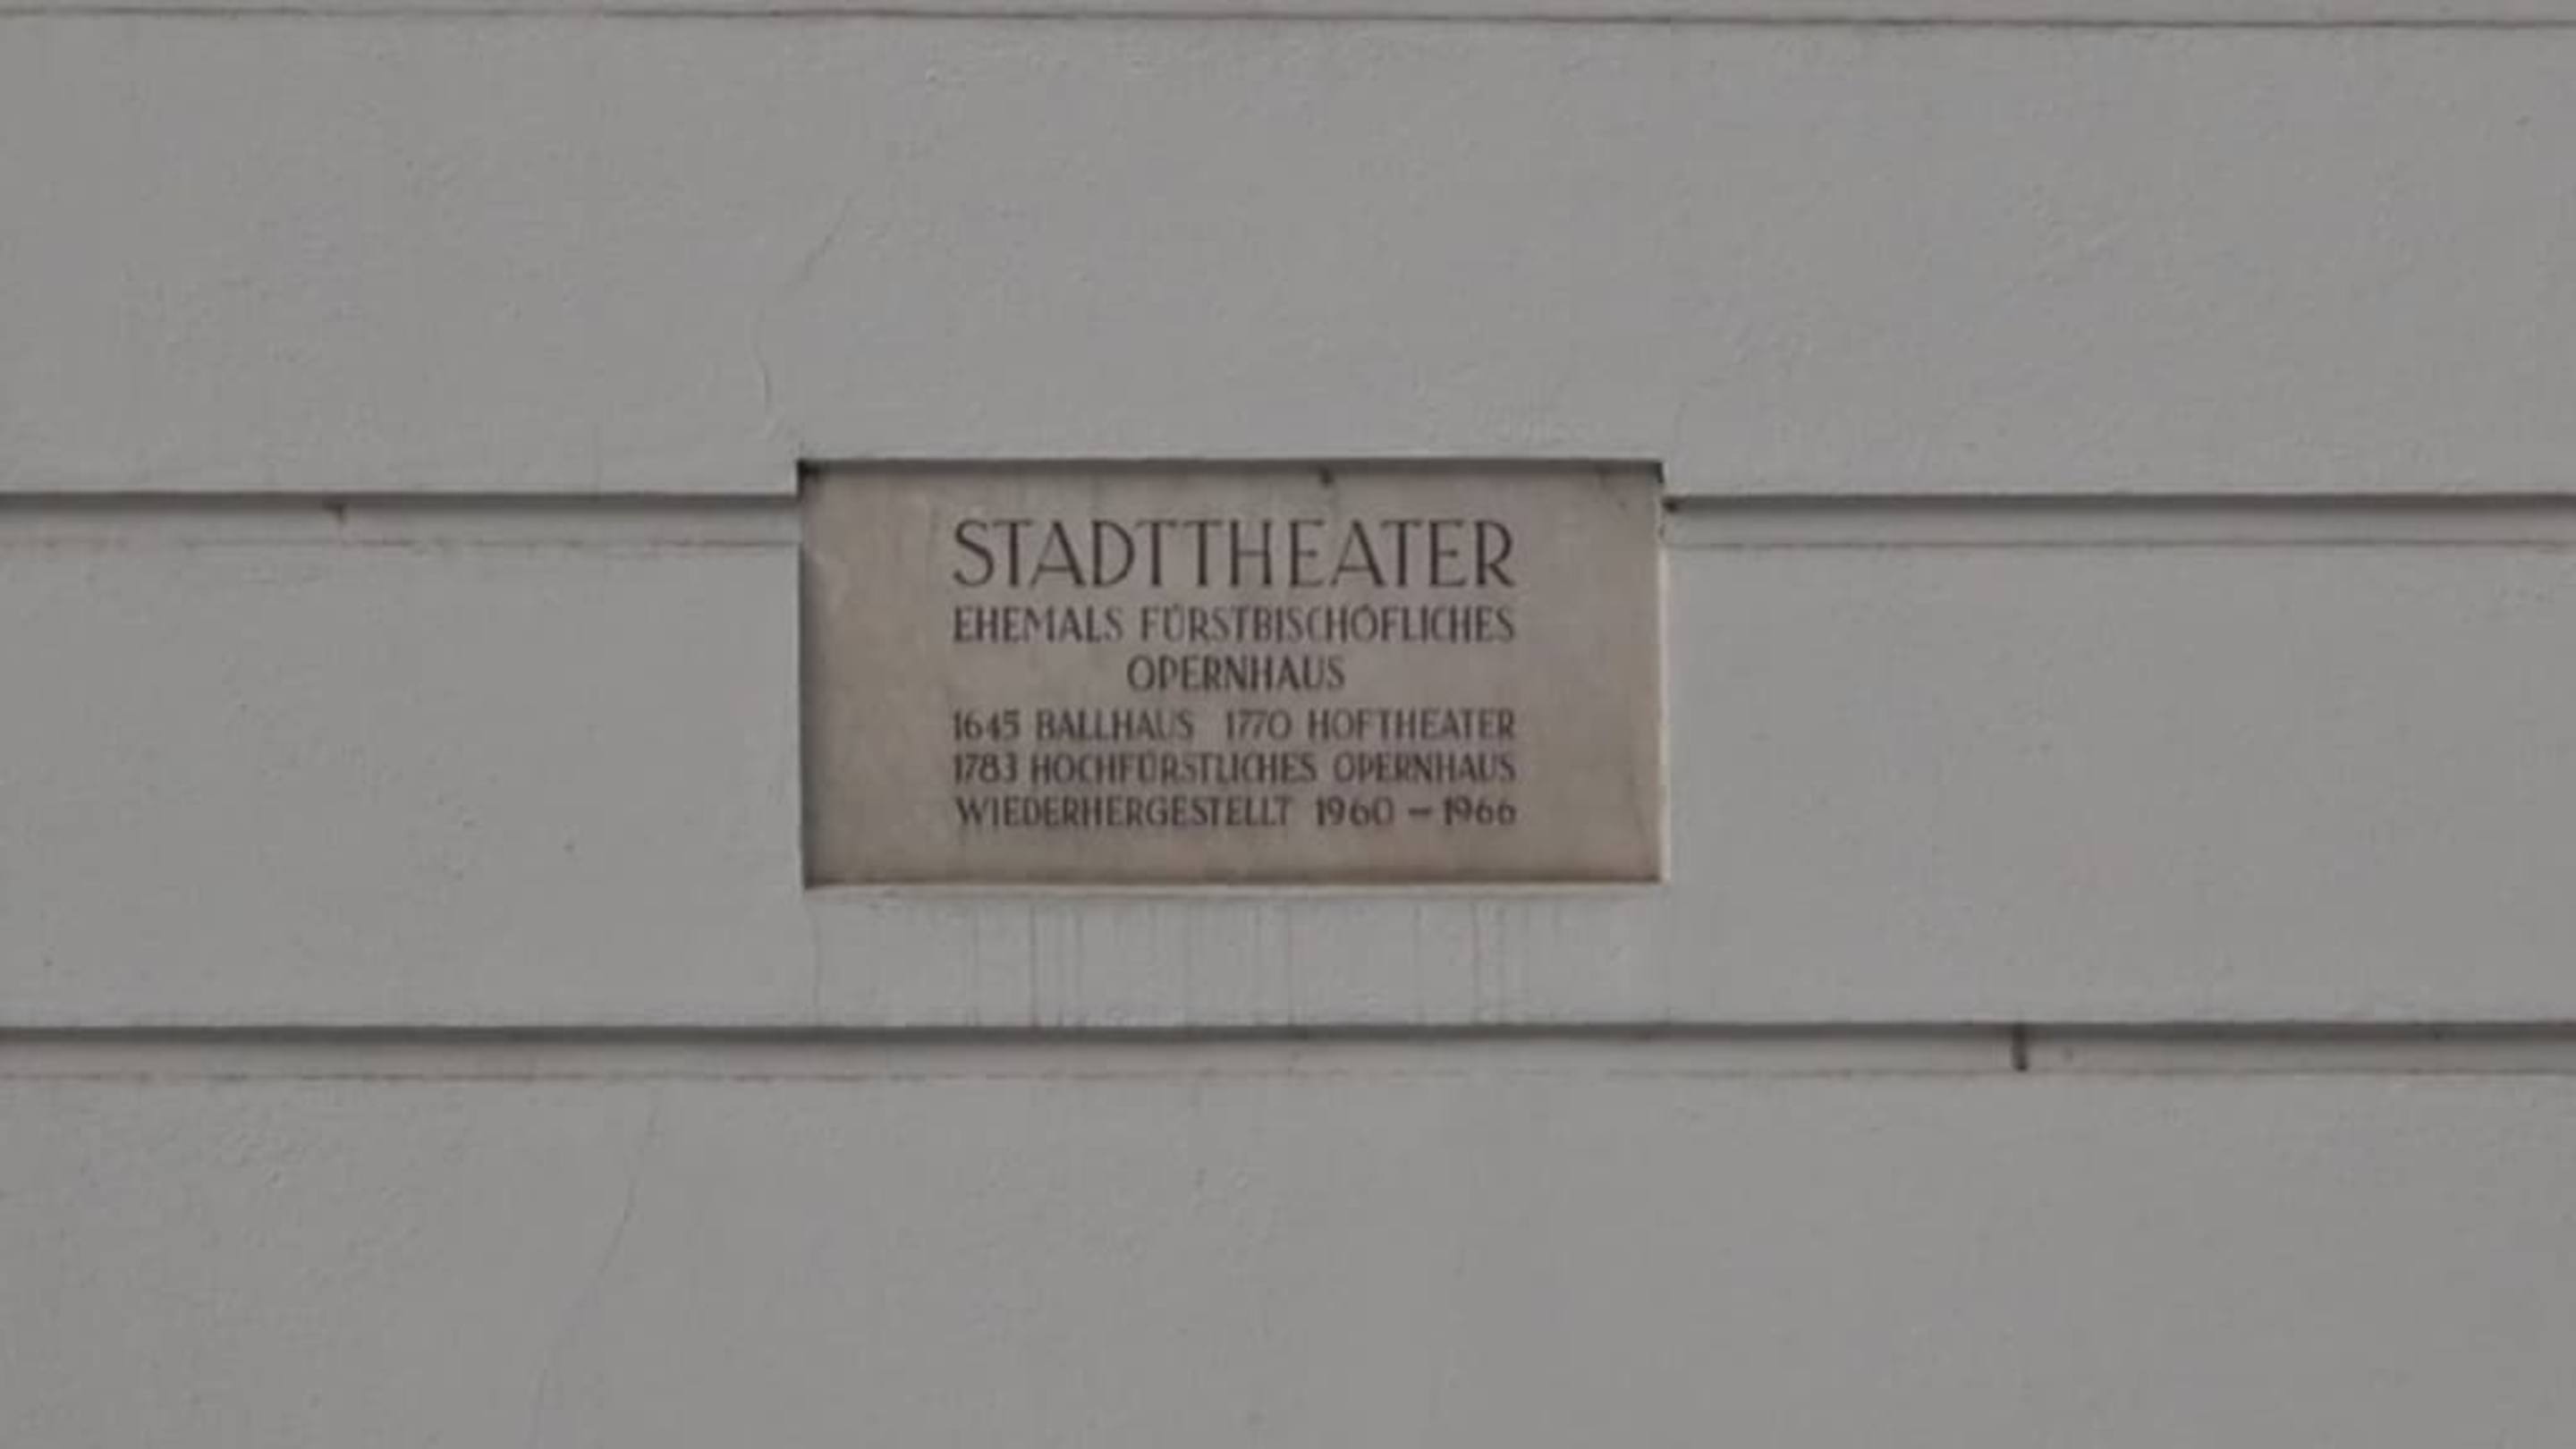 STADTTHEATER
EHEMALS FÜRSTBISCHÖFLICHES
OPERNHAUS
1645 BALLHAUS 1770 HOFTHEATER
1783 HOCHFÜRSTLICHES OPERNHAUS
WIEDERHERGESTELLT 1960 – 1966